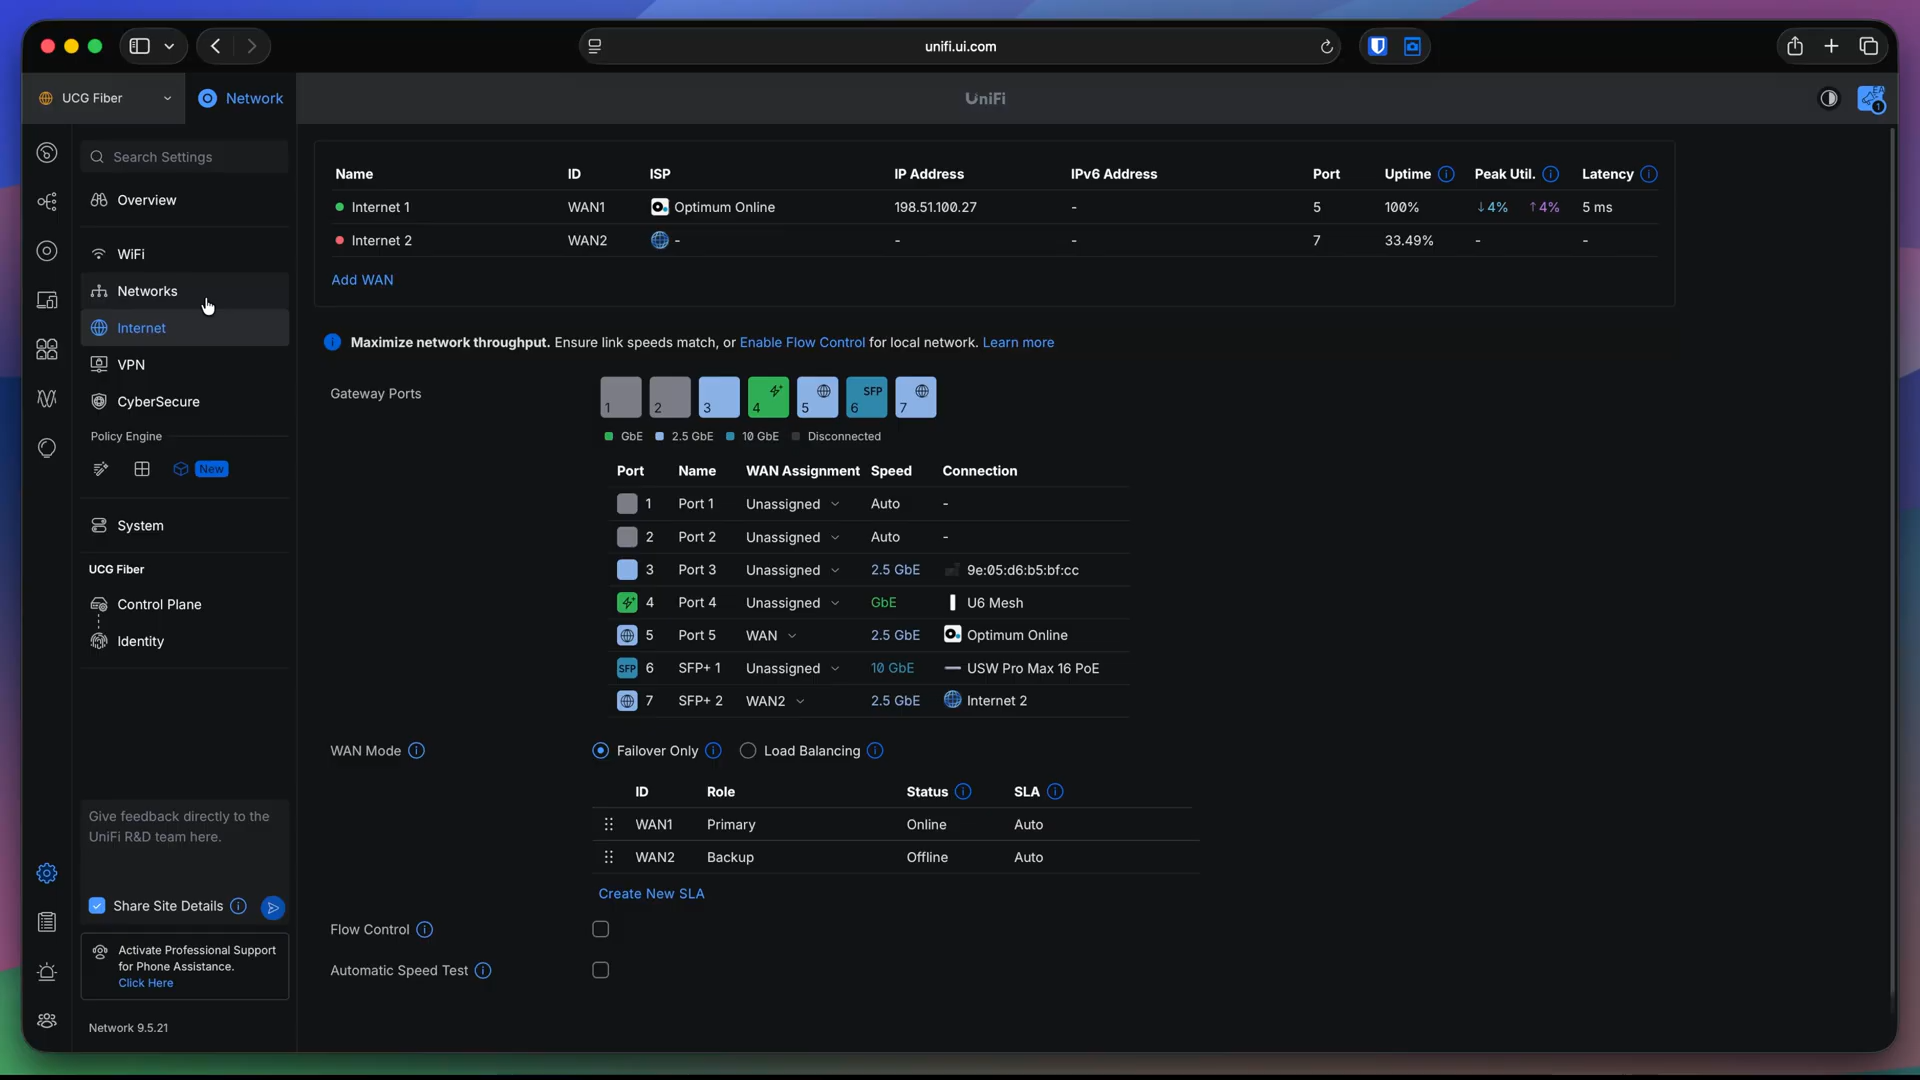 unifi.ui.com
UCG Fiber
Network
UniFi
1
Search Settings
Overview
WiFi
Networks
Internet
VPN
CyberSecure
Policy Engine
New
System
UCG Fiber
Control Plane
Identity
Give feedback directly to the
UniFi R&D team here.
Share Site Details
Activate Professional Support
for Phone Assistance.
Click Here
Network 9.5.21
Name ID ISP IP Address IPv6 Address Port Uptime Peak Util. Latency
Internet 1 WAN1 Optimum Online 198.51.100.27 - 5 100% ↓4% ↑4% 5 ms
Internet 2 WAN2 - - - 7 33.49% - -
Add WAN
Maximize network throughput. Ensure link speeds match, or Enable Flow Control for local network. Learn more
Gateway Ports
1 2 3 4 5 SFP 6 7
GbE 2.5 GbE 10 GbE Disconnected
Port Name WAN Assignment Speed Connection
1 Port 1 Unassigned Auto -
2 Port 2 Unassigned Auto -
3 Port 3 Unassigned 2.5 GbE 9e:05:d6:b5:bf:cc
4 Port 4 Unassigned GbE U6 Mesh
5 Port 5 WAN 2.5 GbE Optimum Online
SFP 6 SFP+ 1 Unassigned 10 GbE USW Pro Max 16 PoE
7 SFP+ 2 WAN2 2.5 GbE Internet 2
WAN Mode Failover Only Load Balancing
ID Role Status SLA
WAN1 Primary Online Auto
WAN2 Backup Offline Auto
Create New SLA
Flow Control
Automatic Speed Test